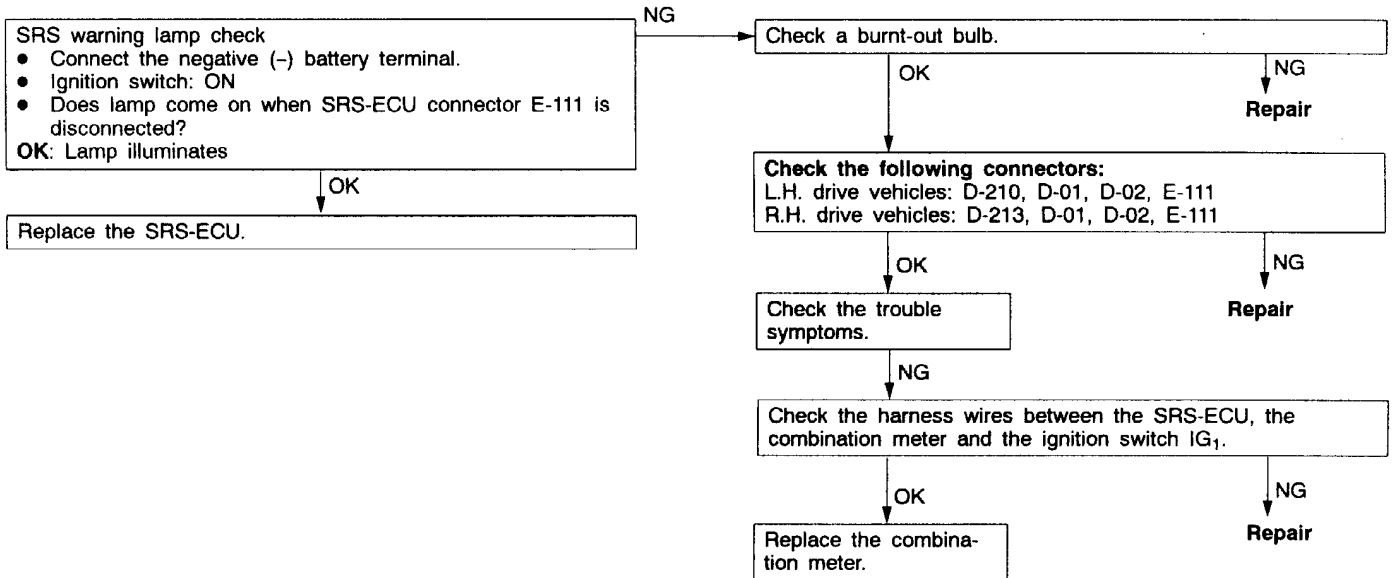 SRS warning lamp check
● Connect the negative (–) battery terminal.
● Ignition switch: ON
● Does lamp come on when SRS-ECU connector E-111 is
disconnected?
OK: Lamp illuminates
OK
Replace the SRS-ECU.
NG
Check a burnt-out bulb.
OK
NG
Repair
Check the following connectors:
L.H. drive vehicles: D-210, D-01, D-02, E-111
R.H. drive vehicles: D-213, D-01, D-02, E-111
OK
NG
Repair
Check the trouble
symptoms.
NG
Check the harness wires between the SRS-ECU, the
combination meter and the ignition switch IG₁.
OK
NG
Repair
Replace the combina-
tion meter.